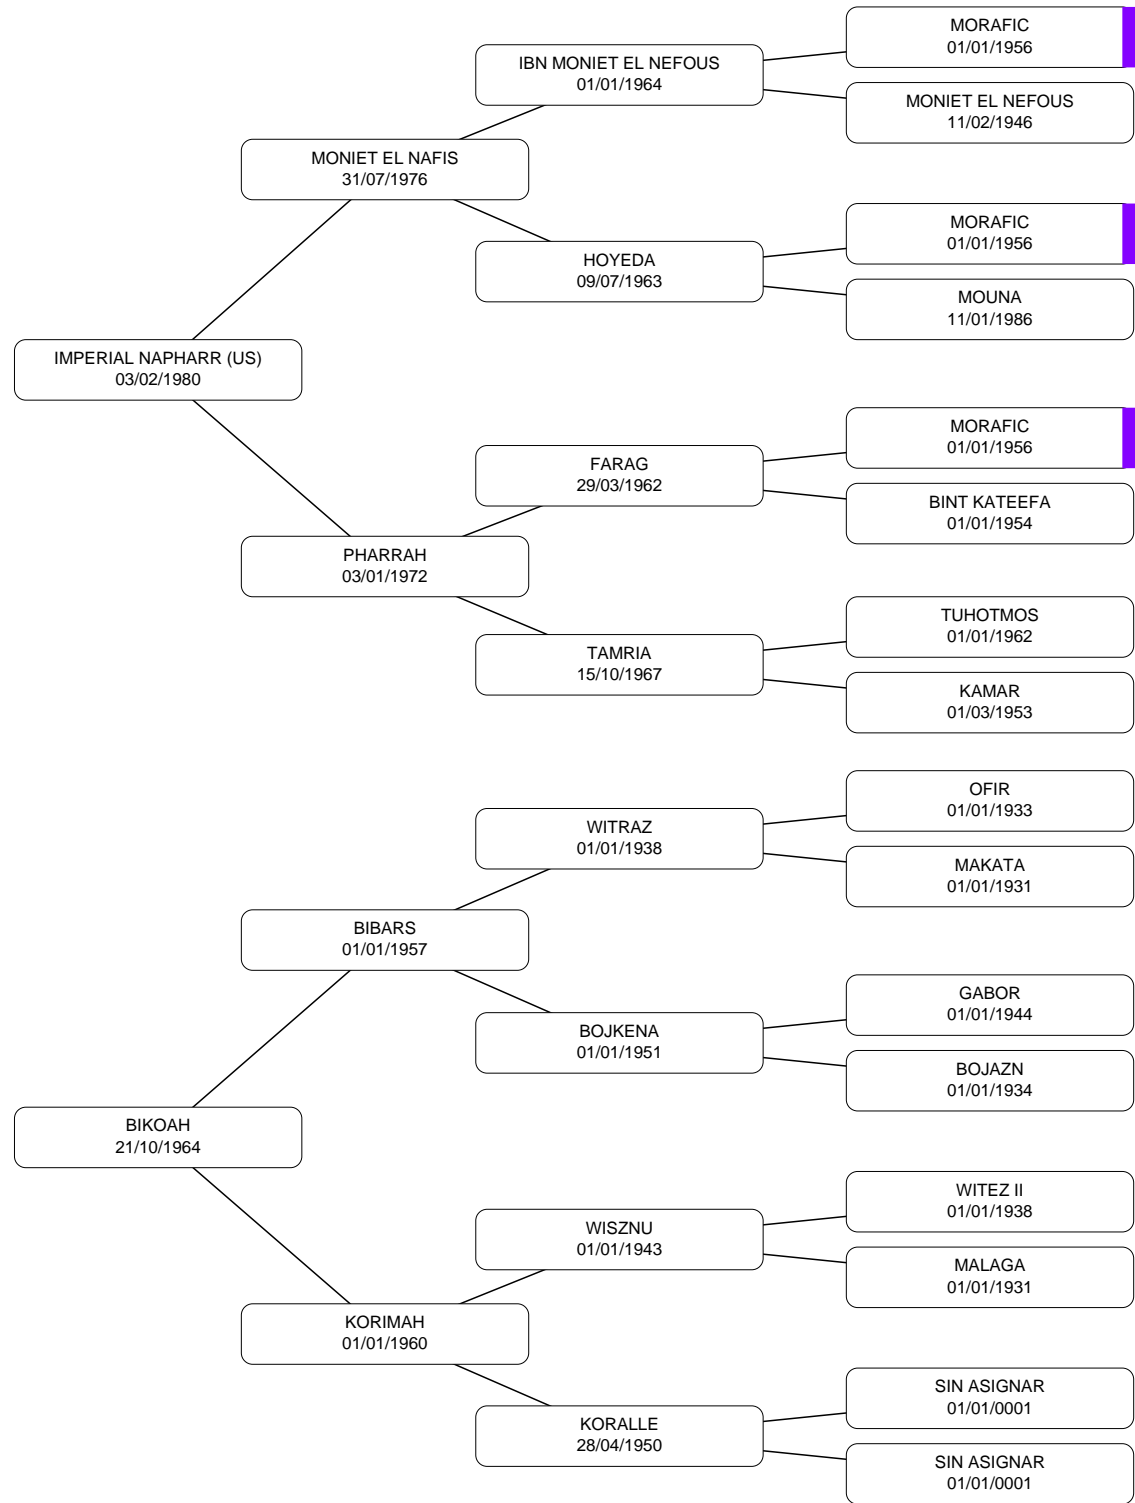 MORAFIC
01/01/1956
IBN MONIET EL NEFOUS
01/01/1964
MONIET EL NEFOUS
11/02/1946
MONIET EL NAFIS
31/07/1976
MORAFIC
01/01/1956
HOYEDA
09/07/1963
MOUNA
11/01/1986
IMPERIAL NAPHARR (US)
03/02/1980
MORAFIC
01/01/1956
FARAG
29/03/1962
BINT KATEEFA
01/01/1954
PHARRAH
03/01/1972
TUHOTMOS
01/01/1962
TAMRIA
15/10/1967
KAMAR
01/03/1953
OFIR
01/01/1933
WITRAZ
01/01/1938
MAKATA
01/01/1931
BIBARS
01/01/1957
GABOR
01/01/1944
BOJKENA
01/01/1951
BOJAZN
01/01/1934
BIKOAH
21/10/1964
WITEZ II
01/01/1938
WISZNU
01/01/1943
MALAGA
01/01/1931
KORIMAH
01/01/1960
SIN ASIGNAR
01/01/0001
KORALLE
28/04/1950
SIN ASIGNAR
01/01/0001